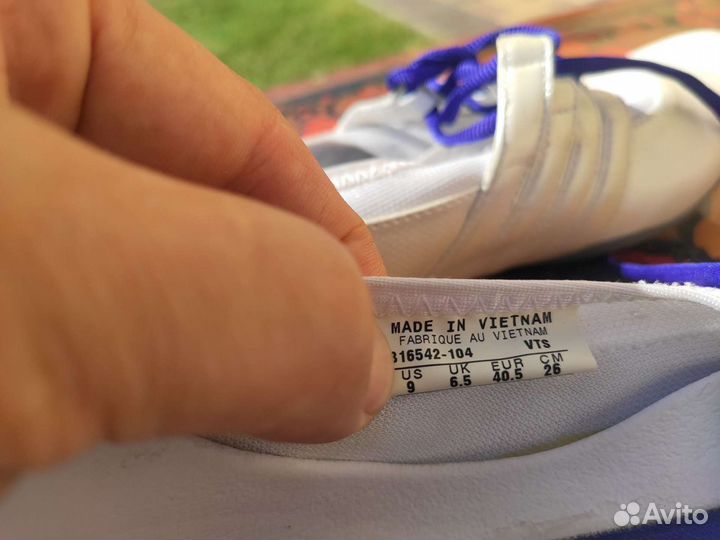 MADE IN VIETNAM
FABRIQUE AU VIETNAM
316542-104 VTS
US UK EUR CM
9 6.5 40.5 26
Avito